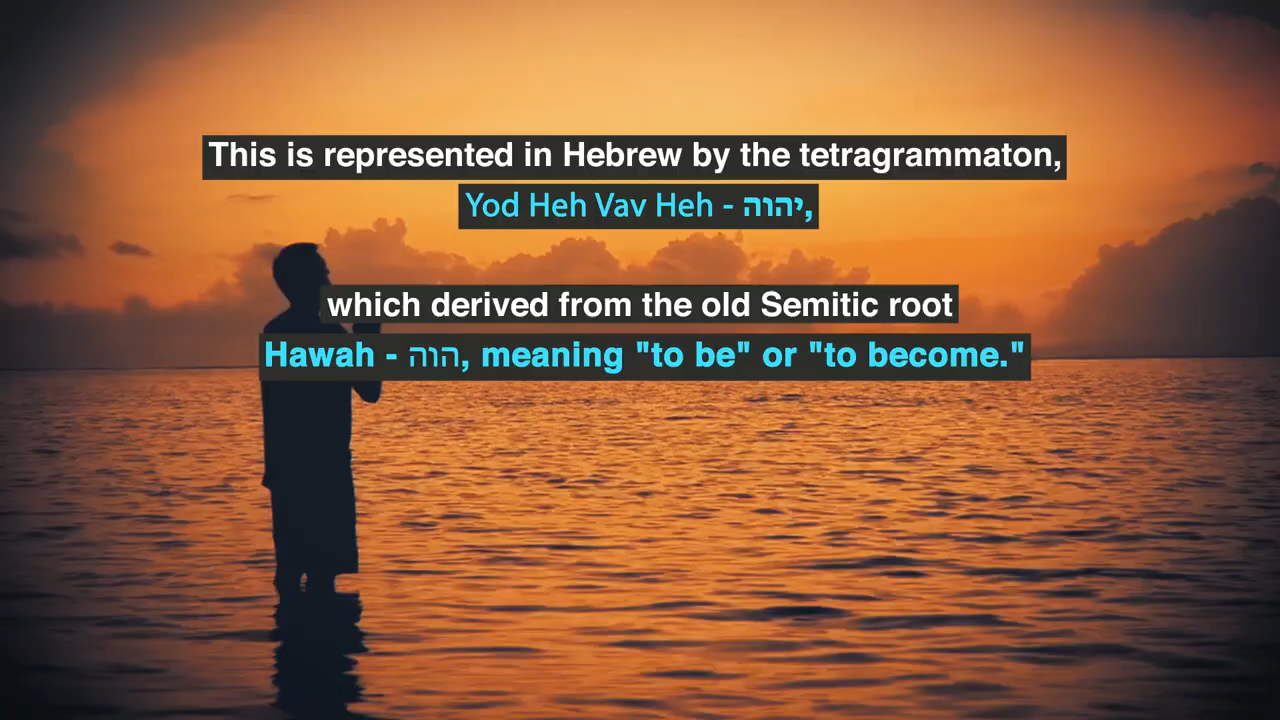 This is represented in Hebrew by the tetragrammaton,
Yod Heh Vav Heh - יהוה,
which derived from the old Semitic root
Hawah - הוה, meaning "to be" or "to become."